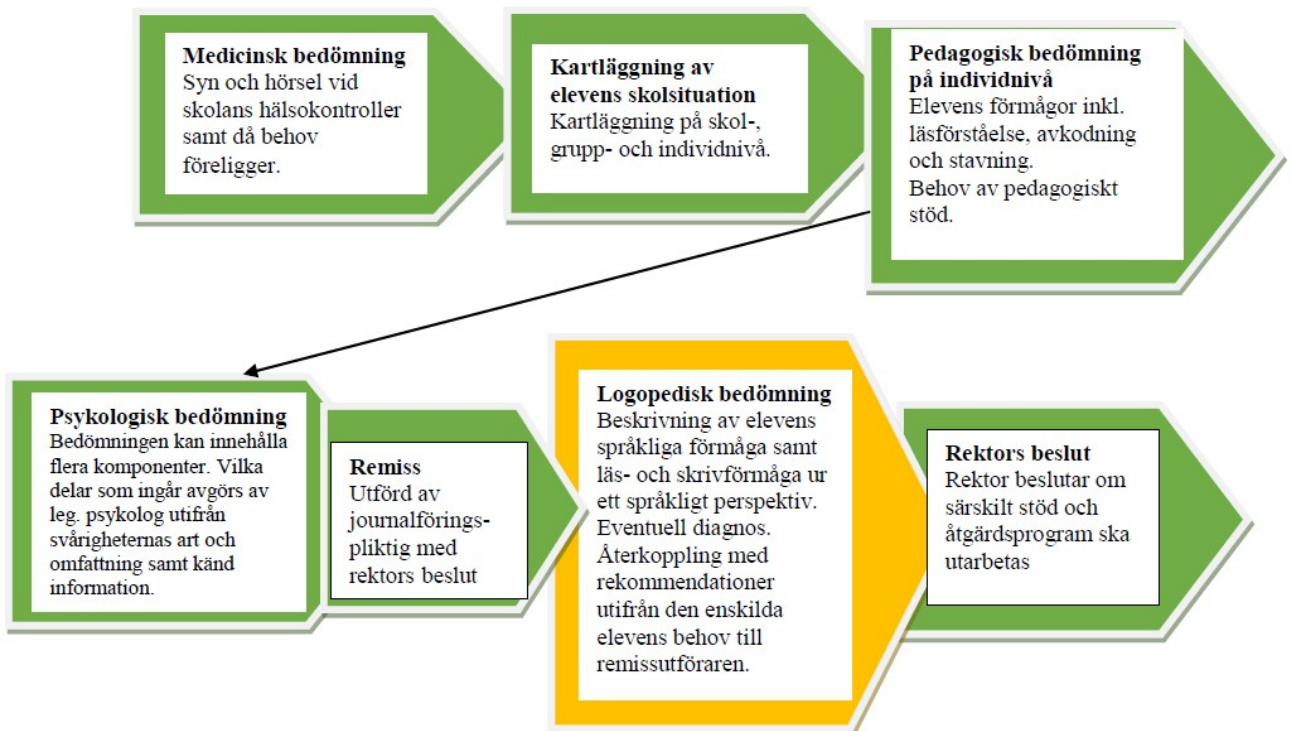 Medicinsk bedömning
Syn och hörsel vid
skolans hälsokontroller
samt då behov
föreligger.
Kartläggning av
elevens skolsituation
Kartläggning på skol-,
grupp- och individnivå.
Pedagogisk bedömning
på individnivå
Elevens förmågor inkl.
läsförståelse, avkodning
och stavning.
Behov av pedagogiskt
stöd.
Psykologisk bedömning
Bedömningen kan innehålla
flera komponenter. Vilka
delar som ingår avgörs av
leg. psykolog utifrån
svårigheternas art och
omfattning samt känd
information.
Remiss
Utförd av
journalförings-
pliktig med
rektors beslut
Logopedisk bedömning
Beskrivning av elevens
språkliga förmåga samt
läs- och skrivförmåga ur
ett språkligt perspektiv.
Eventuell diagnos.
Återkoppling med
rekommendationer
utifrån den enskilda
elevens behov till
remissutföraren.
Rektors beslut
Rektor beslutar om
särskilt stöd och
åtgärdsprogram ska
utarbetas